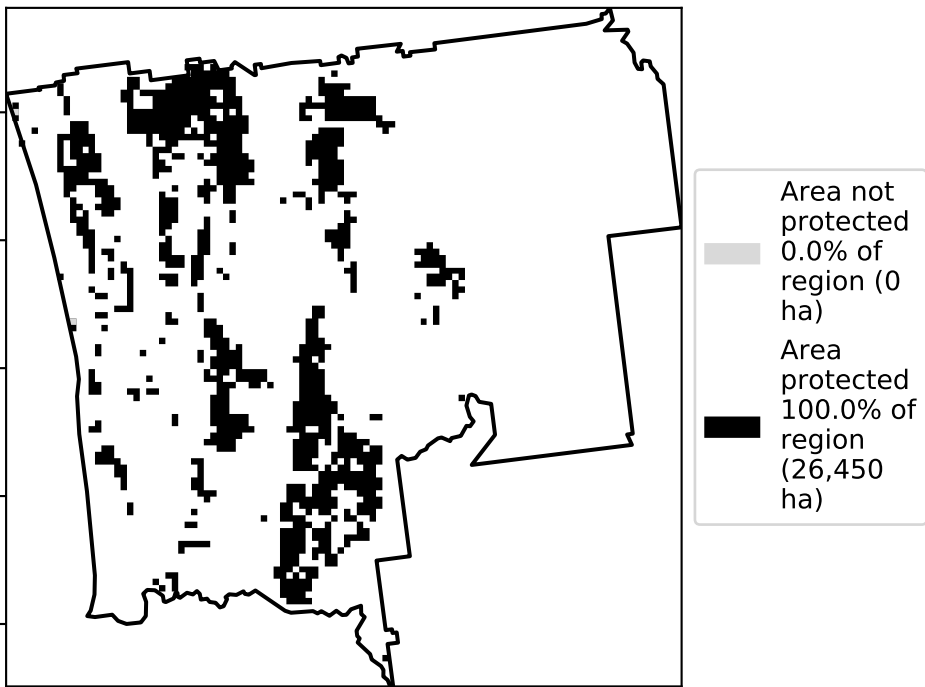 Area not
protected
0.0% of
region (0
ha)
Area
protected
100.0% of
region
(26,450
ha)